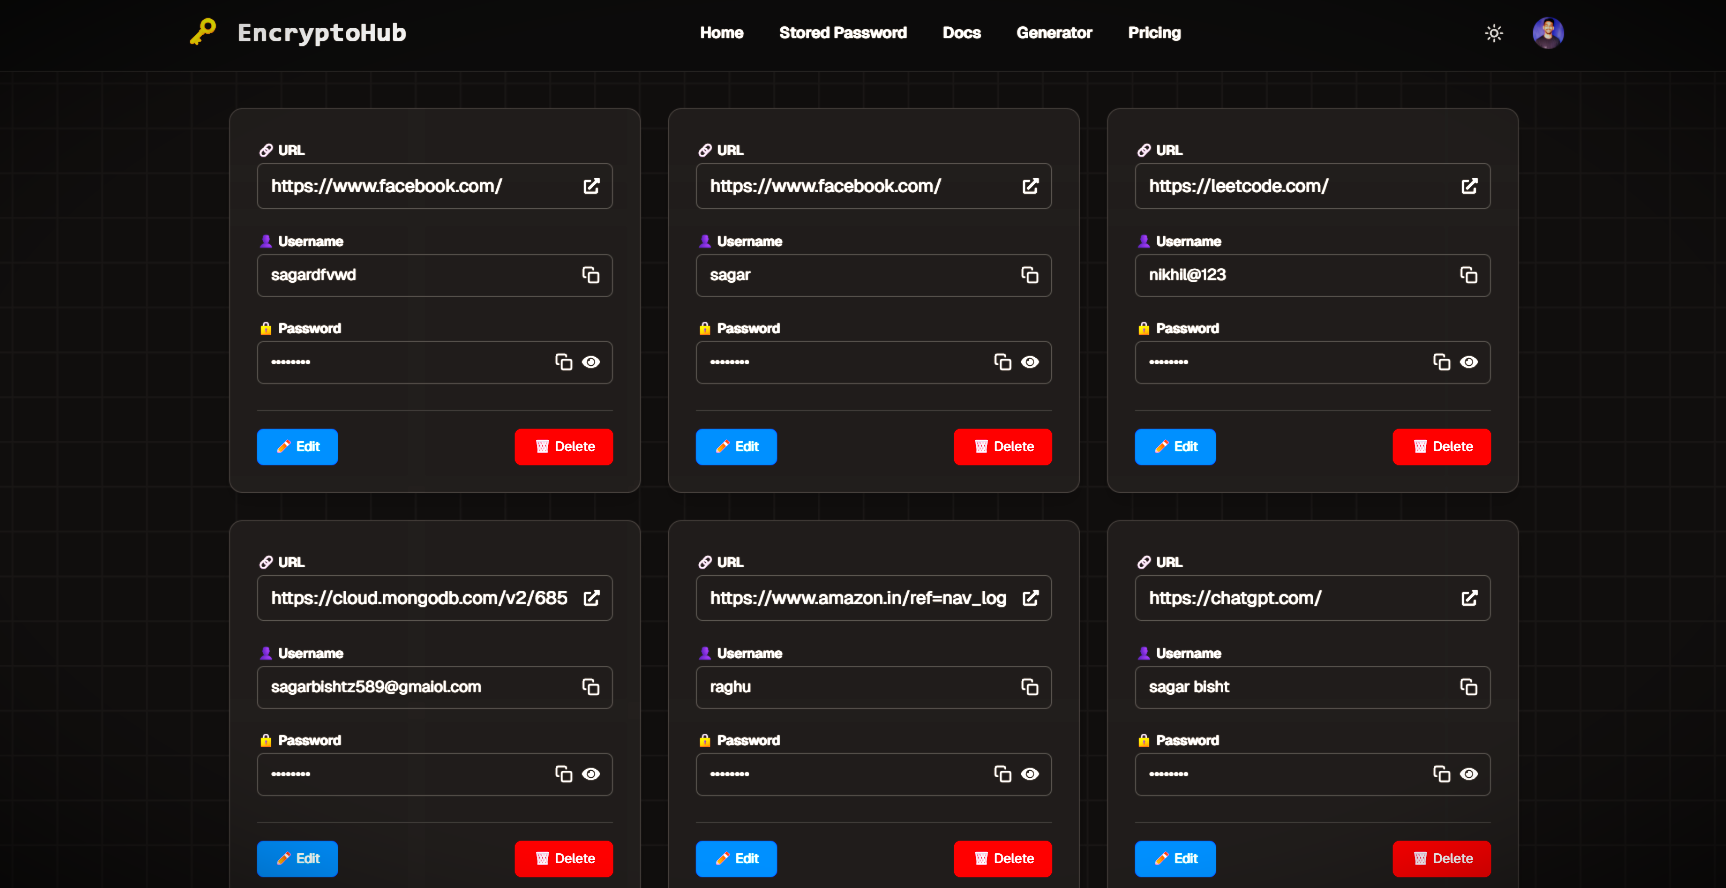 EncryptoHub
Home Stored Password Docs Generator Pricing
URL
https://www.facebook.com/
Username
sagardfvwd
Password
••••••••
Edit Delete
URL
https://www.facebook.com/
Username
sagar
Password
••••••••
Edit Delete
URL
https://leetcode.com/
Username
nikhil@123
Password
••••••••
Edit Delete
URL
https://cloud.mongodb.com/v2/685
Username
sagarbishtz589@gmaiol.com
Password
••••••••
Edit Delete
URL
https://www.amazon.in/ref=nav_log
Username
raghu
Password
••••••••
Edit Delete
URL
https://chatgpt.com/
Username
sagar bisht
Password
••••••••
Edit Delete